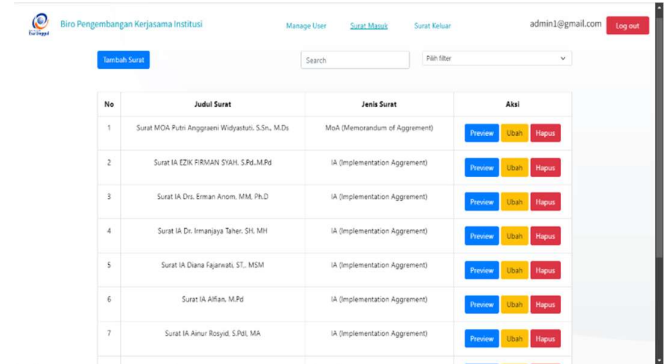 Biro Pengembangan Kerjasama Institusi
Manage User
Surat Masuk
Surat Keluar
admin1@gmail.com
Log out
Tambah Surat
Search
Pilih filter
No Judul Surat Jenis Surat Aksi
1 Surat MOA Putri Anggraeni Widyastuti, S.Sn., M.Ds MoA (Memorandum of Aggrement) Preview Ubah Hapus
2 Surat IA EZIK FIRMAN SYAH, S.Pd.,M.Pd IA (Implementation Aggrement) Preview Ubah Hapus
3 Surat IA Drs. Erman Anom, MM, Ph.D IA (Implementation Aggrement) Preview Ubah Hapus
4 Surat IA Dr. Irmanjaya Taher, SH, MH IA (Implementation Aggrement) Preview Ubah Hapus
5 Surat IA Diana Fajarwati, ST., MSM IA (Implementation Aggrement) Preview Ubah Hapus
6 Surat IA Alfian, M.Pd IA (Implementation Aggrement) Preview Ubah Hapus
7 Surat IA Ainur Rosyid, S.PdI, MA IA (Implementation Aggrement) Preview Ubah Hapus